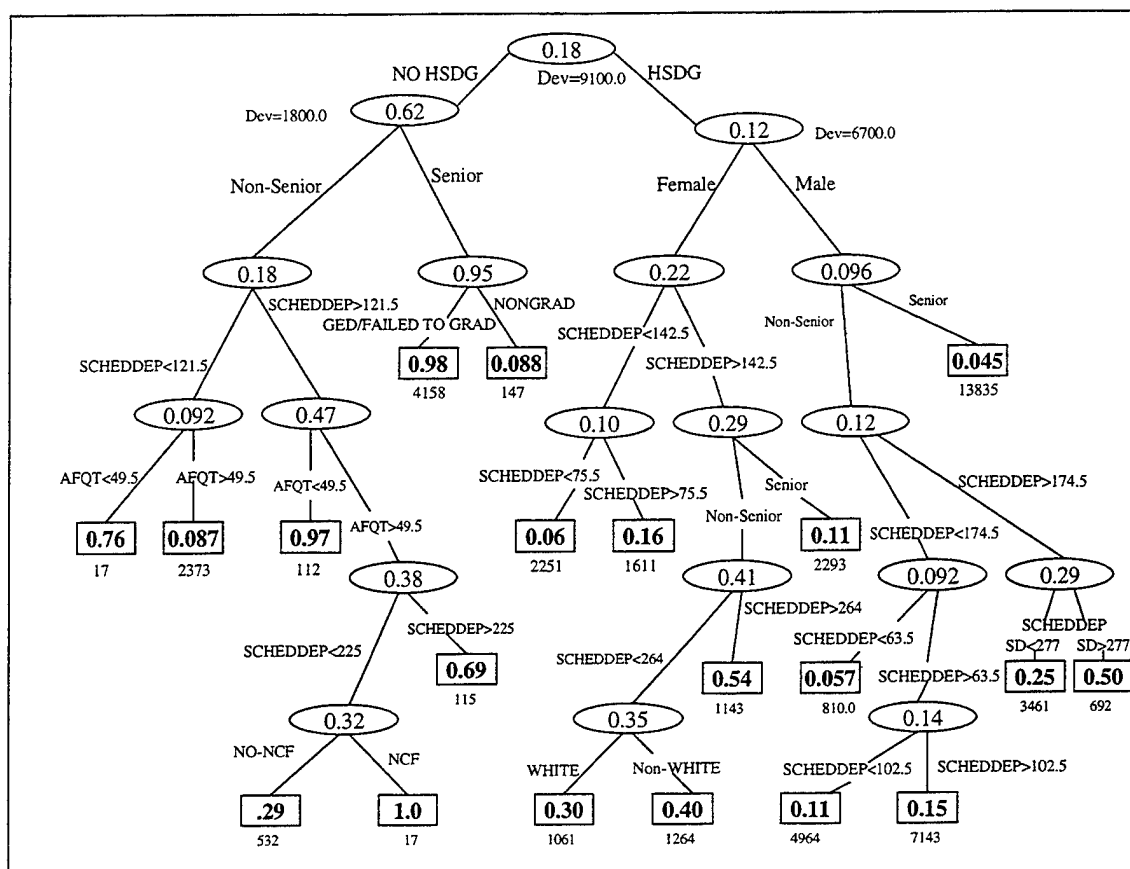 0.18
NO HSDG
HSDG
Dev=9100.0
Dev=1800.0
0.62
0.12
Dev=6700.0
Non-Senior
Senior
Female
Male
0.18
0.95
0.22
0.096
SCHEDDEP>121.5
GED/FAILED TO GRAD
NONGRAD
SCHEDDEP<142.5
Non-Senior
Senior
SCHEDDEP<121.5
0.98
0.088
SCHEDDEP>142.5
0.045
4158
147
13835
0.092
0.47
0.10
0.29
0.12
AFQT<49.5
AFQT>49.5
AFQT<49.5
AFQT>49.5
SCHEDDEP<75.5
SCHEDDEP>75.5
Non-Senior
Senior
SCHEDDEP<174.5
SCHEDDEP>174.5
0.76
0.087
0.97
0.06
0.16
0.11
17
2373
112
2251
1611
2293
0.38
0.41
0.092
0.29
SCHEDDEP<225
SCHEDDEP>225
SCHEDDEP<264
SCHEDDEP>264
SCHEDDEP<63.5
SCHEDDEP>63.5
SCHEDDEP
SD<277
SD>277
0.69
0.54
0.057
0.25
0.50
115
1143
810.0
3461
692
0.32
0.35
0.14
NO-NCF
NCF
WHITE
Non-WHITE
SCHEDDEP<102.5
SCHEDDEP>102.5
.29
1.0
0.30
0.40
0.11
0.15
532
17
1061
1264
4964
7143